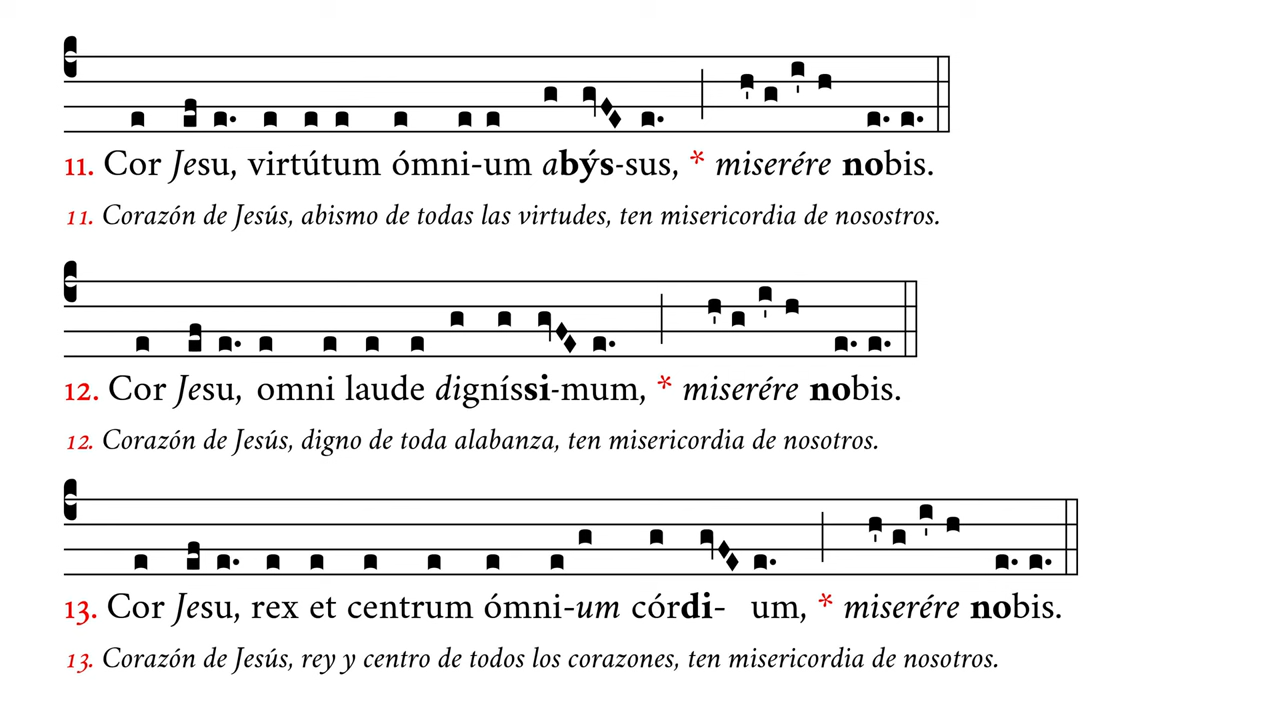 11. Cor Jesu, virtútum ómni-um abýs-sus, * miserére nobis.
11. Corazón de Jesús, abismo de todas las virtudes, ten misericordia de nosostros.
12. Cor Jesu, omni laude digníssi-mum, * miserére nobis.
12. Corazón de Jesús, digno de toda alabanza, ten misericordia de nosotros.
13. Cor Jesu, rex et centrum ómni-um córdi- um, * miserére nobis.
13. Corazón de Jesús, rey y centro de todos los corazones, ten misericordia de nosotros.